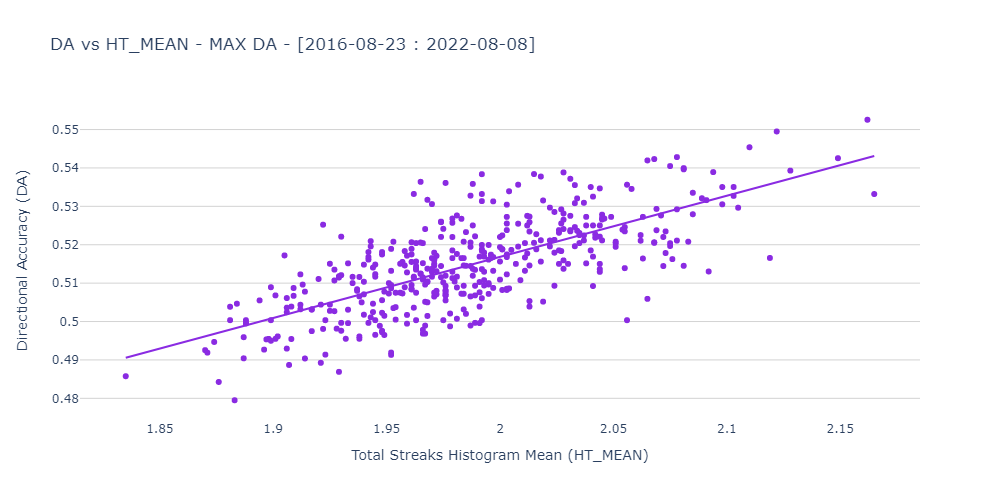 DA vs HT_MEAN - MAX DA - [2016-08-23 : 2022-08-08]
Directional Accuracy (DA)
0.55
0.54
0.53
0.52
0.51
0.5
0.49
0.48
1.85 1.9 1.95 2 2.05 2.1 2.15
Total Streaks Histogram Mean (HT_MEAN)